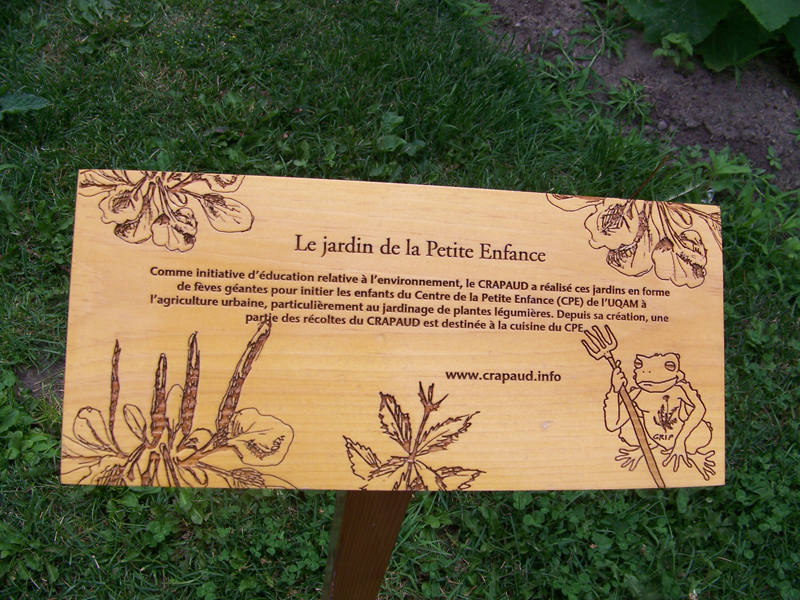 Le jardin de la Petite Enfance
Comme initiative d'éducation relative à l'environnement, le CRAPAUD a réalisé ces jardins en forme
de fèves géantes pour initier les enfants du Centre de la Petite Enfance (CPE) de l'UQAM à
l'agriculture urbaine, particulièrement au jardinage de plantes légumières. Depuis sa création, une
partie des récoltes du CRAPAUD est destinée à la cuisine du CPE.
www.crapaud.info
GRIP